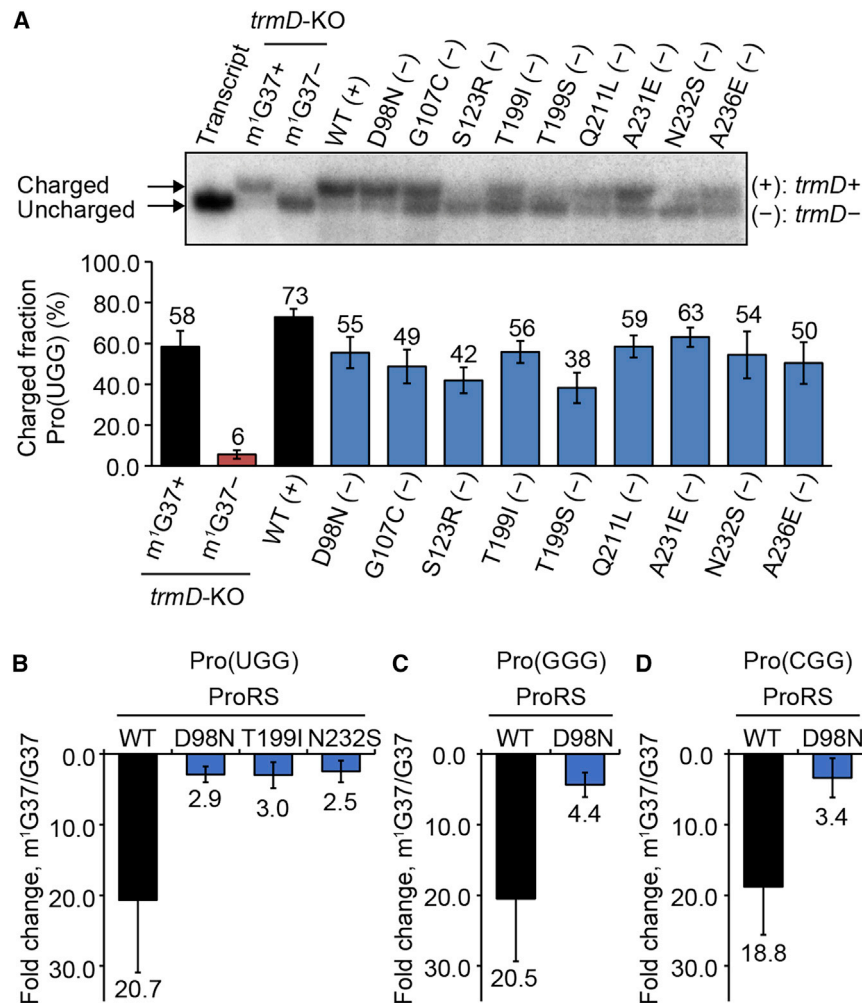 A
trmD-KO
Transcript
m¹G37+
m¹G37−
WT (+)
D98N (−)
G107C (−)
S123R (−)
T199I (−)
T199S (−)
Q211L (−)
A231E (−)
N232S (−)
A236E (−)
Charged
Uncharged
(+): trmD+
(−): trmD−
Charged fraction
Pro(UGG) (%)
100.0
80.0
60.0
40.0
20.0
0.0
58
6
73
55
49
42
56
38
59
63
54
50
m¹G37+
m¹G37−
WT (+)
D98N (−)
G107C (−)
S123R (−)
T199I (−)
T199S (−)
Q211L (−)
A231E (−)
N232S (−)
A236E (−)
trmD-KO
B
Pro(UGG)
ProRS
WT D98N T199I N232S
Fold change, m¹G37/G37
0.0
10.0
20.0
30.0
20.7
2.9
3.0
2.5
C
Pro(GGG)
ProRS
WT D98N
Fold change, m¹G37/G37
0.0
10.0
20.0
30.0
20.5
4.4
D
Pro(CGG)
ProRS
WT D98N
Fold change, m¹G37/G37
0.0
10.0
20.0
30.0
18.8
3.4